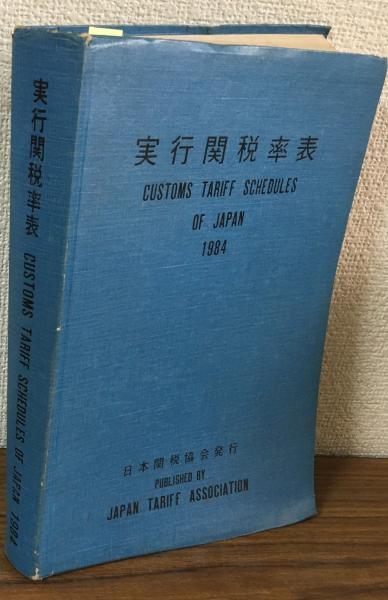 実行関税率表
CUSTOMS TARIFF SCHEDULES
OF JAPAN
1984
日本関税協会発行
PUBLISHED BY
JAPAN TARIFF ASSOCIATION
実行関税率表 CUSTOMS TARIFF SCHEDULES OF JAPAN 1984